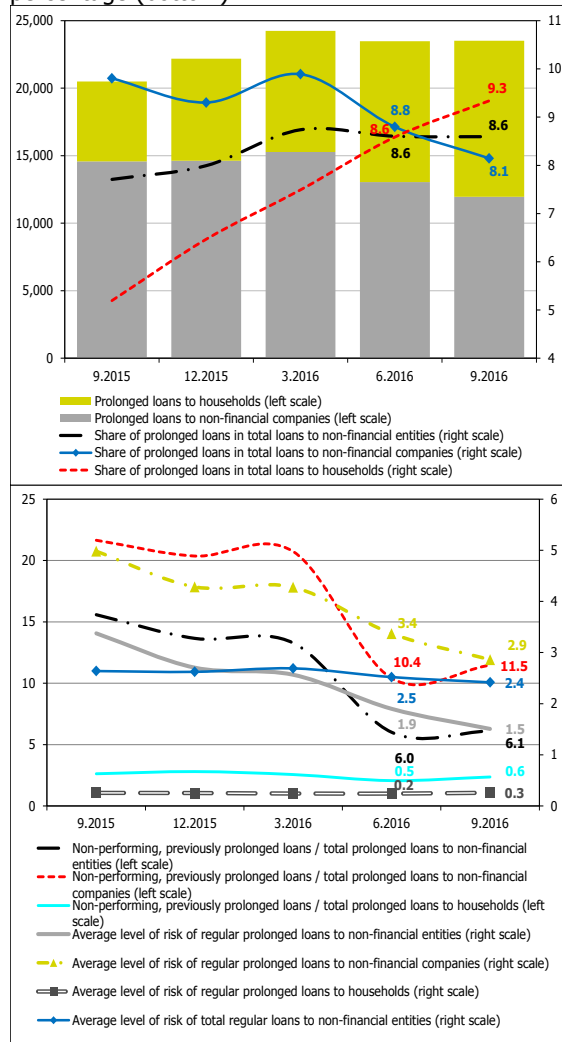 25,000
20,000
15,000
10,000
5,000
0
11
10
9
8
7
6
5
4
9.3
8.8
8.6
8.6
8.6
8.1
9.2015 12.2015 3.2016 6.2016 9.2016
Prolonged loans to households (left scale)
Prolonged loans to non-financial companies (left scale)
Share of prolonged loans in total loans to non-financial entities (right scale)
Share of prolonged loans in total loans to non-financial companies (right scale)
Share of prolonged loans in total loans to households (right scale)
25
20
15
10
5
0
6
5
4
3
2
1
0
3.4
2.9
10.4
11.5
2.5
2.4
1.9
1.5
6.0
6.1
0.5
0.6
0.2
0.3
9.2015 12.2015 3.2016 6.2016 9.2016
Non-performing, previously prolonged loans / total prolonged loans to non-financial
entities (left scale)
Non-performing, previously prolonged loans / total prolonged loans to non-financial
companies (left scale)
Non-performing, previously prolonged loans / total prolonged loans to households (left
scale)
Average level of risk of regular prolonged loans to non-financial entities (right scale)
Average level of risk of regular prolonged loans to non-financial companies (right scale)
Average level of risk of regular prolonged loans to households (right scale)
Average level of risk of total regular loans to non-financial entities (right scale)